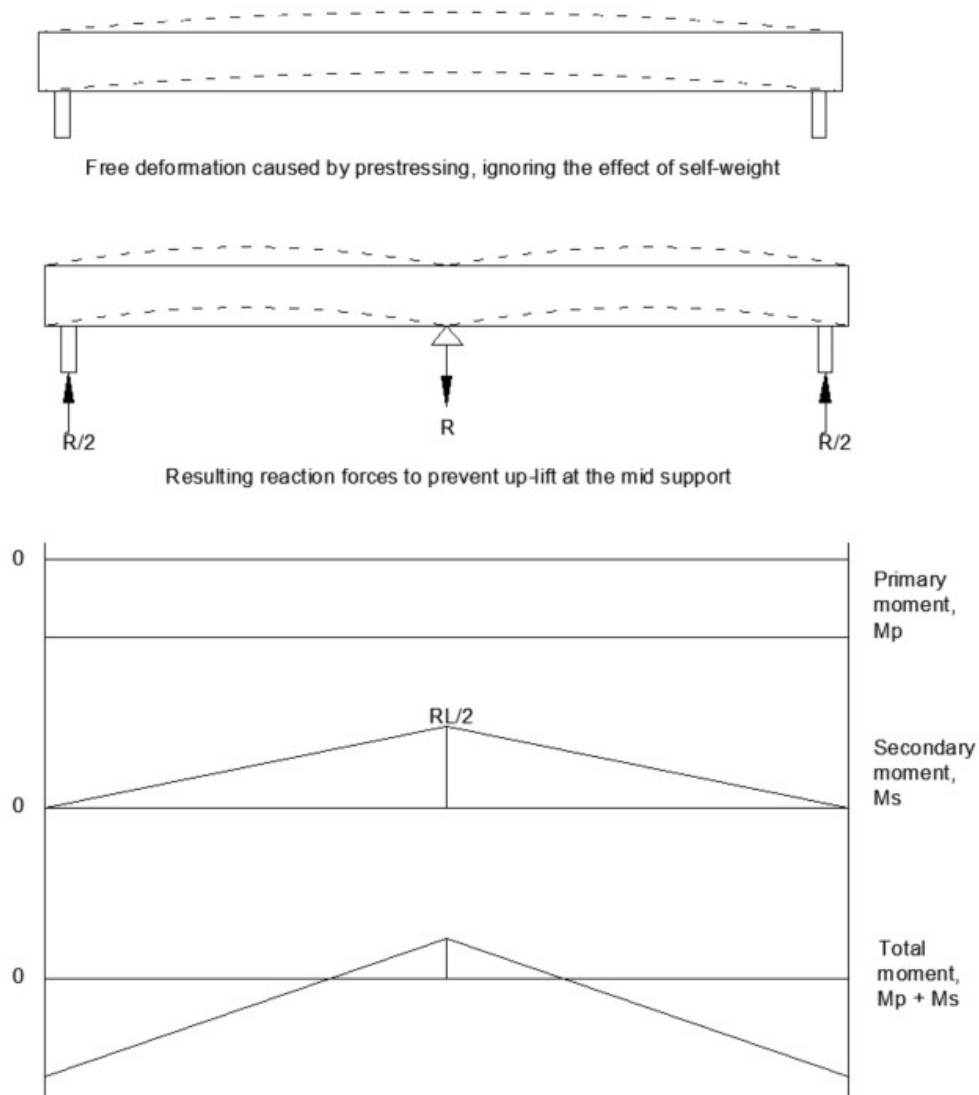 Free deformation caused by prestressing, ignoring the effect of self-weight
R/2
R
R/2
Resulting reaction forces to prevent up-lift at the mid support
0
Primary
moment,
Mp
RL/2
Secondary
moment,
Ms
0
Total
moment,
Mp + Ms
0